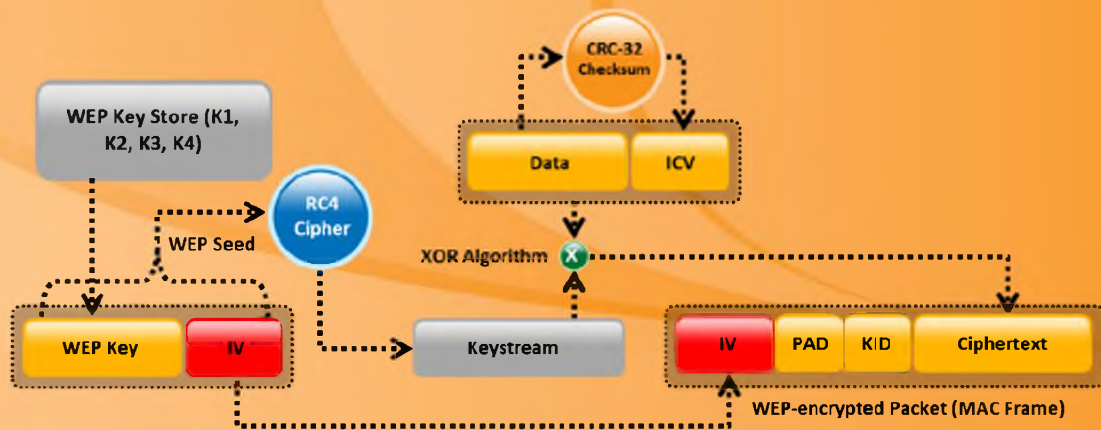 CRC-32
Checksum
WEP Key Store (K1,
K2, K3, K4)
Data
ICV
RC4
Cipher
WEP Seed
XOR Algorithm
X
WEP Key
IV
Keystream
IV
PAD
KID
Ciphertext
WEP-encrypted Packet (MAC Frame)